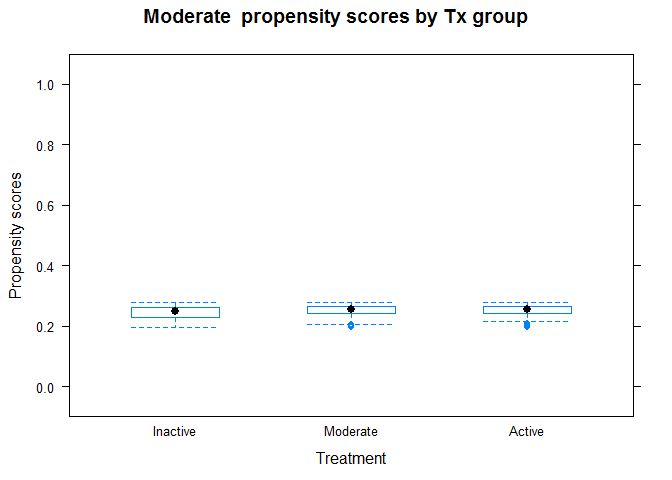 Moderate  propensity scores by Tx group
Propensity scores
1.0
0.8
0.6
0.4
0.2
0.0
Inactive Moderate Active
Treatment